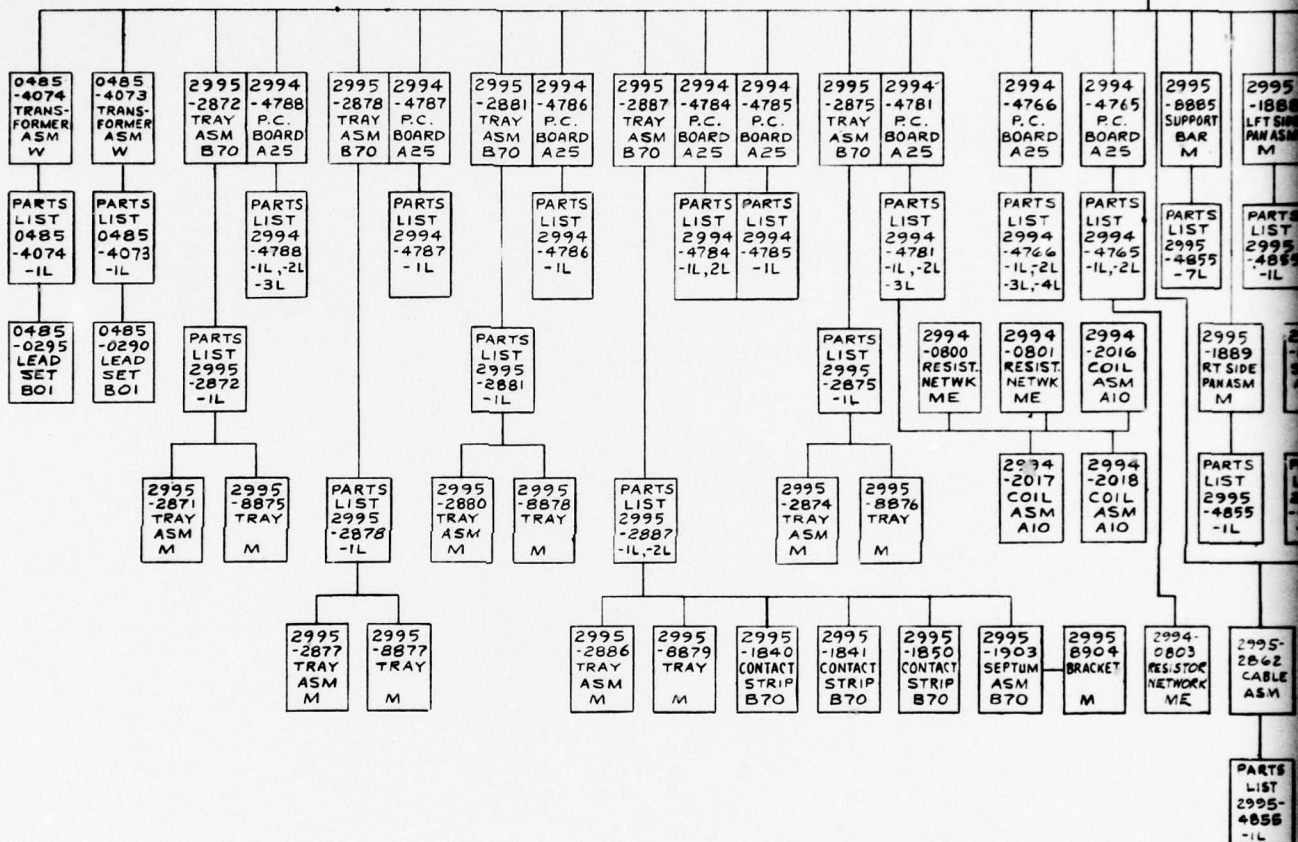 0485
-4074
TRANS-
FORMER
ASM
W
0485
-4073
TRANS-
FORMER
ASM
W
2995
-2872
TRAY
ASM
B70
2994
-4788
P.C.
BOARD
A25
2995
-2878
TRAY
ASM
B70
2994
-4787
P.C.
BOARD
A25
2995
-2881
TRAY
ASM
B70
2994
-4786
P.C.
BOARD
A25
2995
-2887
TRAY
ASM
B70
2994
-4784
P.C.
BOARD
A25
2994
-4785
P.C.
BOARD
A25
2995
-2875
TRAY
ASM
B70
2994
-4781
P.C.
BOARD
A25
2994
-4766
P.C.
BOARD
A25
2994
-4765
P.C.
BOARD
A25
2995
-8885
SUPPORT
BAR
M
2995
-1888
LFT SIDE
PAN ASM
M
PARTS
LIST
0485
-4074
-1L
PARTS
LIST
0485
-4073
-1L
PARTS
LIST
2994
-4788
-1L,-2L
-3L
PARTS
LIST
2994
-4787
-1L
PARTS
LIST
2994
-4786
-1L
PARTS
LIST
2994
-4784
-1L,2L
PARTS
LIST
2994
-4785
-1L
PARTS
LIST
2994
-4781
-1L,-2L
-3L
PARTS
LIST
2994
-4766
-1L,-2L
-3L,-4L
PARTS
LIST
2994
-4765
-1L,-2L
PARTS
LIST
2995
-4855
-7L
PARTS
LIST
2995
-4855
-1L
0485
-0295
LEAD
SET
B01
0485
-0290
LEAD
SET
B01
PARTS
LIST
2995
-2872
-1L
PARTS
LIST
2995
-2881
-1L
PARTS
LIST
2995
-2875
-1L
2994
-0800
RESIST.
NETWK
ME
2994
-0801
RESIST.
NETWK
ME
2994
-2016
COIL
ASM
A10
2995
-1889
RT SIDE
PAN ASM
M
2995
-2871
TRAY
ASM
M
2995
-8875
TRAY
M
PARTS
LIST
2995
-2878
-1L
2995
-2880
TRAY
ASM
M
2995
-8878
TRAY
M
PARTS
LIST
2995
-2887
-1L,-2L
2995
-2874
TRAY
ASM
M
2995
-8876
TRAY
M
2994
-2017
COIL
ASM
A10
2994
-2018
COIL
ASM
A10
PARTS
LIST
2995
-4855
-1L
2995
-2877
TRAY
ASM
M
2995
-8877
TRAY
M
2995
-2886
TRAY
ASM
M
2995
-8879
TRAY
M
2995
-1840
CONTACT
STRIP
B70
2995
-1841
CONTACT
STRIP
B70
2995
-1850
CONTACT
STRIP
B70
2995
-1903
SEPTUM
ASM
B70
2995
8904
BRACKET
M
2994-
0803
RESISTOR
NETWORK
ME
2995-
2862
CABLE
ASM
PARTS
LIST
2995-
4855
-1L